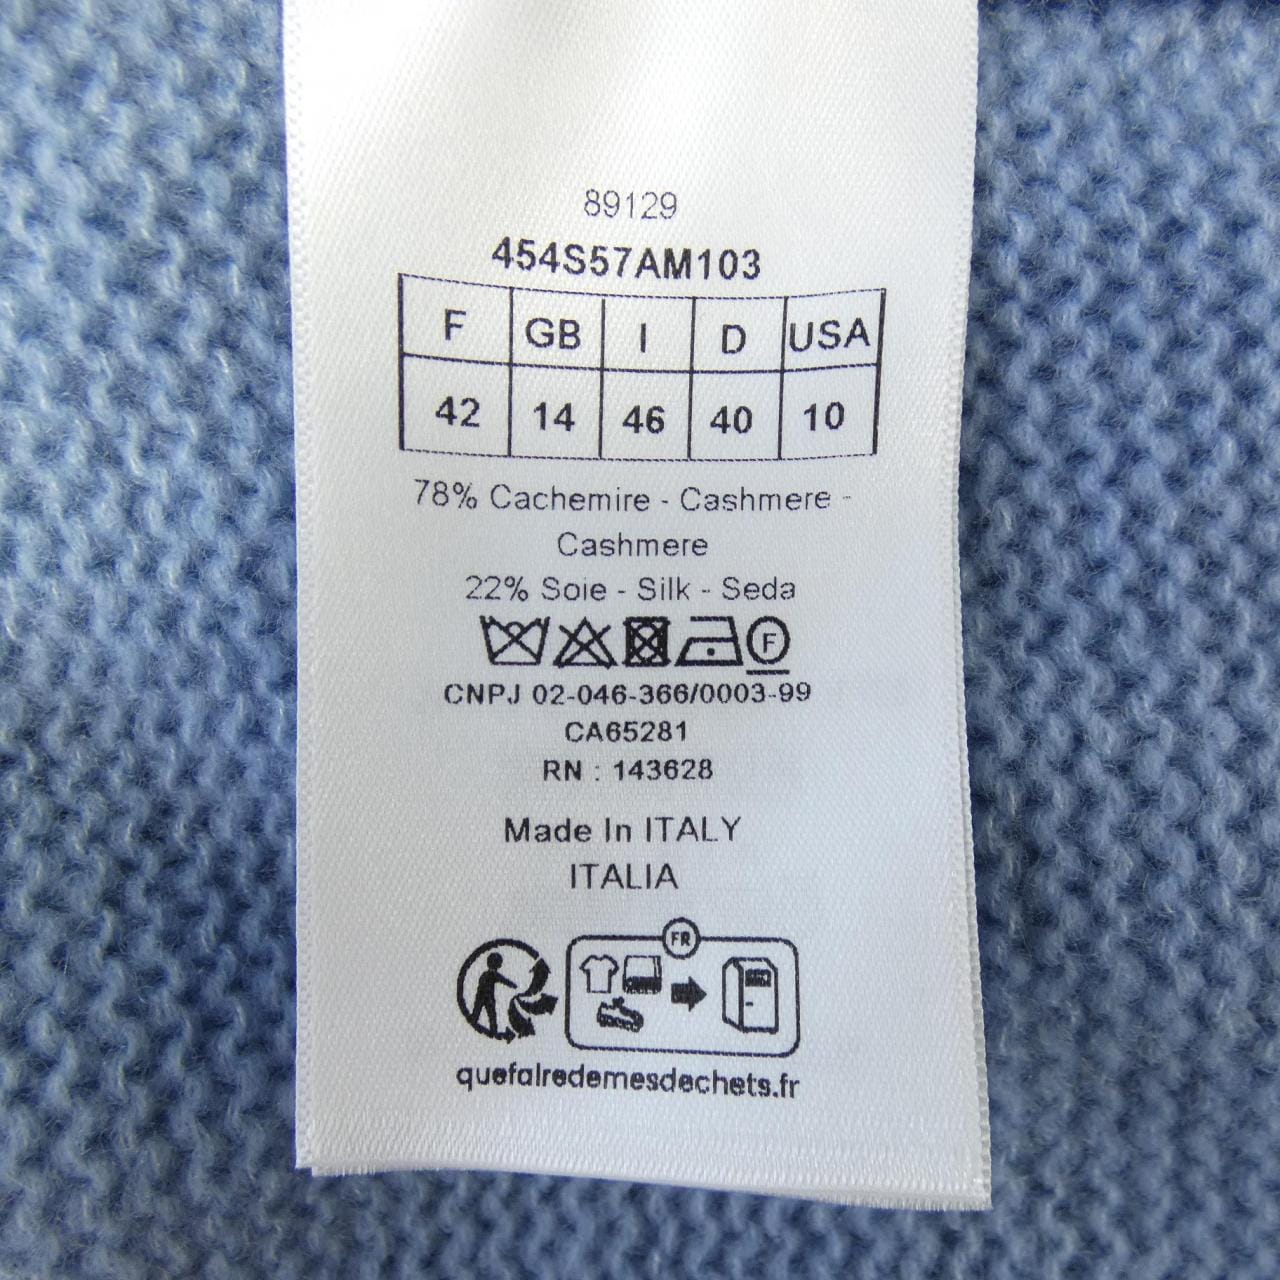 89129
454S57AM103
F GB I D USA
42 14 46 40 10
78% Cachemire - Cashmere -
Cashmere
22% Soie - Silk - Seda
F
CNPJ 02-046-366/0003-99
CA65281
RN : 143628
Made In ITALY
ITALIA
FR
quefairedemesdechets.fr